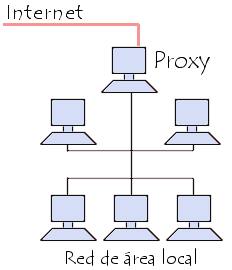 Internet
Proxy
Red de área local